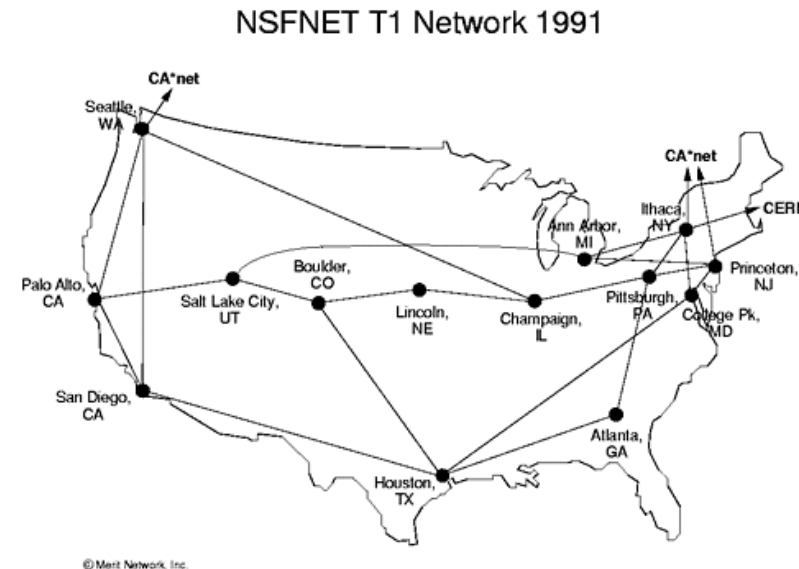 NSFNET T1 Network 1991
CA*net
Seattle,
WA
CA*net
Ithaca,
NY
CERN
Ann Arbor,
MI
Boulder,
CO
Princeton,
NJ
Palo Alto,
CA
Salt Lake City,
UT
Lincoln,
NE
Champaign,
IL
Pittsburgh,
PA
College Pk,
MD
San Diego,
CA
Atlanta,
GA
Houston,
TX
© Merit Network, Inc.